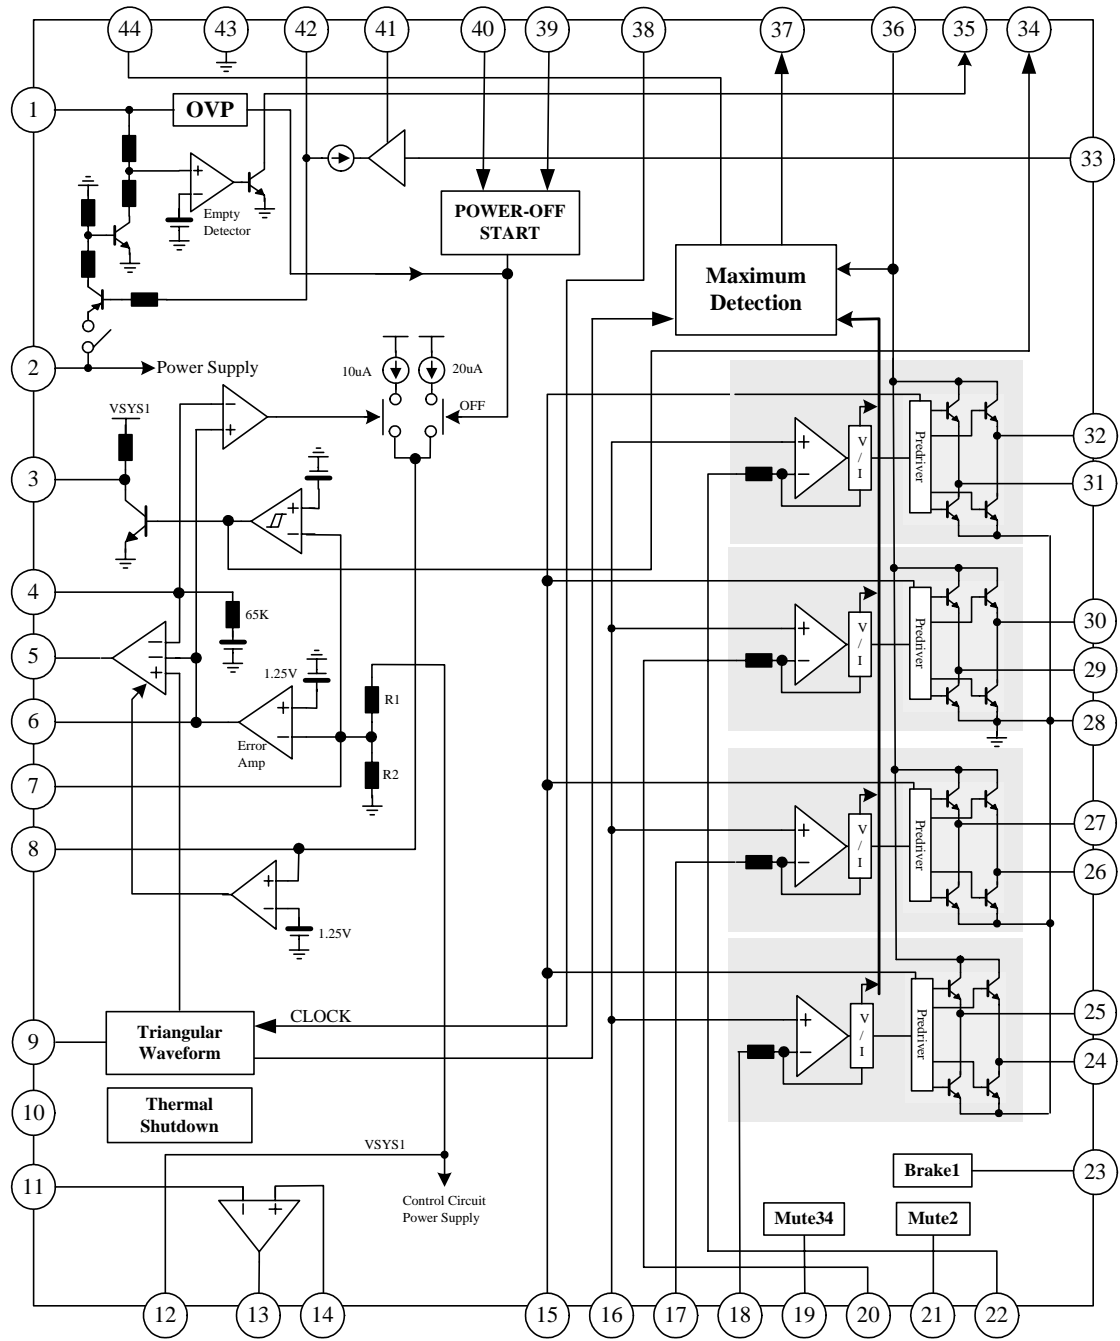 44
43
42
41
40
39
38
37
36
35
34
1
OVP
33
+
−
Empty
Detector
POWER-OFF
START
Maximum
Detection
2
Power Supply
10uA
20uA
OFF
VSYS1
−
+
3
+
−
4
65K
5
−
−
+
1.25V
6
+
−
Error
Amp
R1
R2
7
8
+
−
1.25V
+
−
V
/
I
Predriver
32
31
+
−
V
/
I
Predriver
30
29
28
+
−
V
/
I
Predriver
27
26
+
−
V
/
I
Predriver
25
24
9
Triangular
Waveform
CLOCK
10
Thermal
Shutdown
VSYS1
11
−
+
Control Circuit
Power Supply
Brake1
23
Mute34
Mute2
12
13
14
15
16
17
18
19
20
21
22